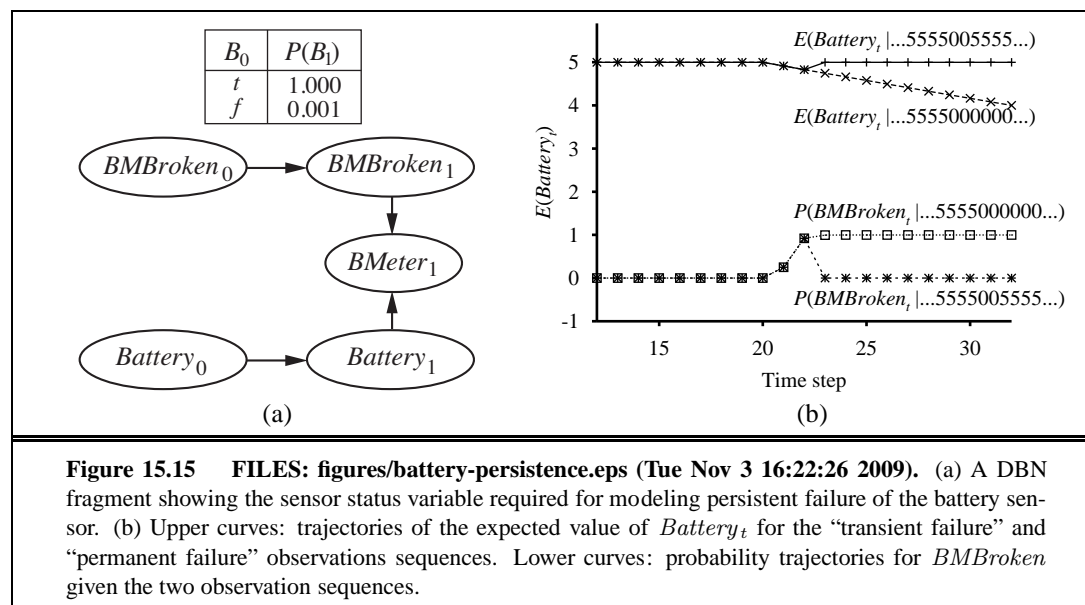 B₀ P(B₁)
t 1.000
f 0.001
BMBroken₀
BMBroken₁
BMeter₁
Battery₀
Battery₁
(a)
E(Batteryₜ)
5
4
3
2
1
0
-1
15 20 25 30
Time step
E(Batteryₜ |...5555005555...)
E(Batteryₜ |...5555000000...)
P(BMBrokenₜ |...5555000000...)
P(BMBrokenₜ |...5555005555...)
(b)
Figure 15.15 FILES: figures/battery-persistence.eps (Tue Nov 3 16:22:26 2009). (a) A DBN
fragment showing the sensor status variable required for modeling persistent failure of the battery sen-
sor. (b) Upper curves: trajectories of the expected value of Batteryₜ for the “transient failure” and
“permanent failure” observations sequences. Lower curves: probability trajectories for BMBroken
given the two observation sequences.